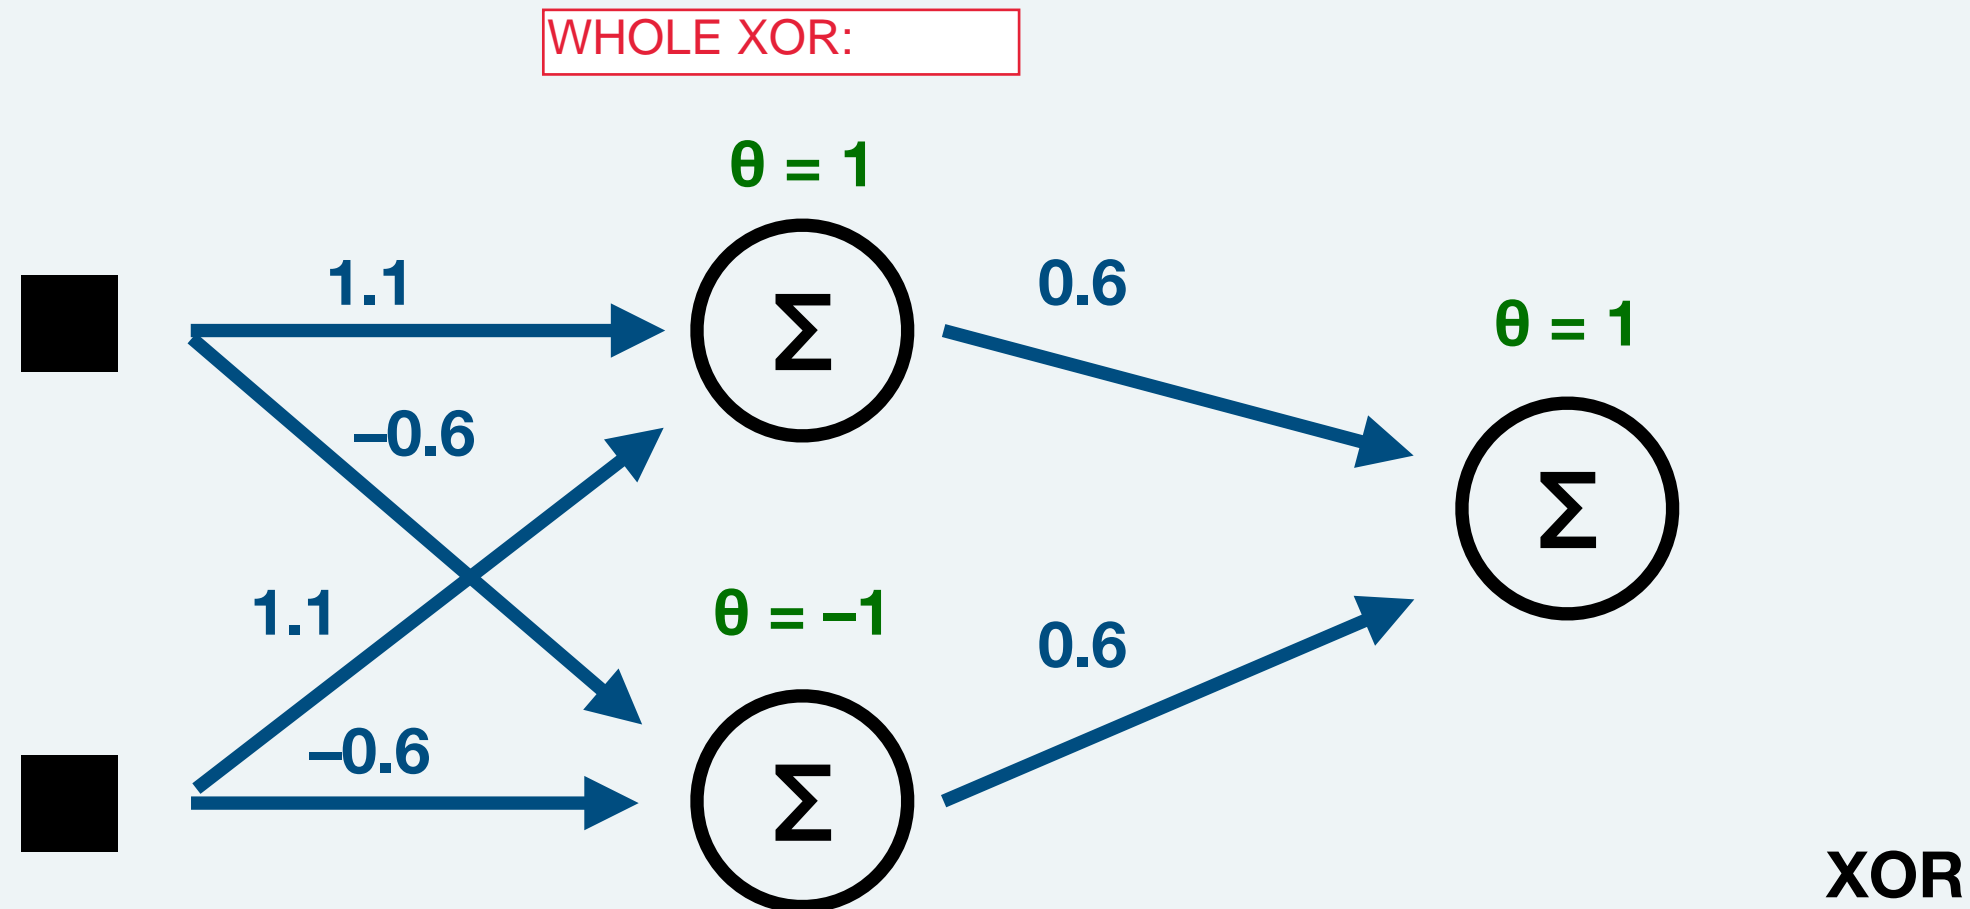 WHOLE XOR:
θ = 1
1.1
0.6
θ = 1
Σ
–0.6
Σ
1.1
θ = –1
0.6
–0.6
Σ
XOR